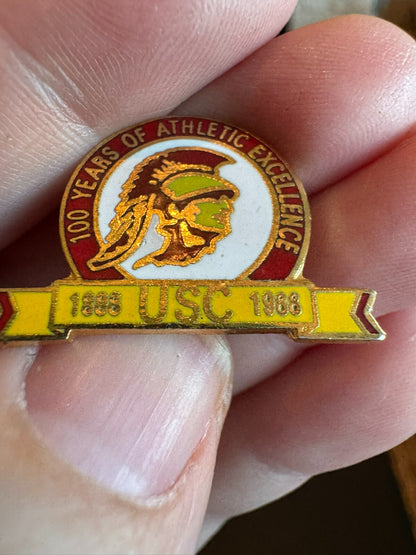 100 YEARS OF ATHLETIC EXCELLENCE
1888 USC 1988